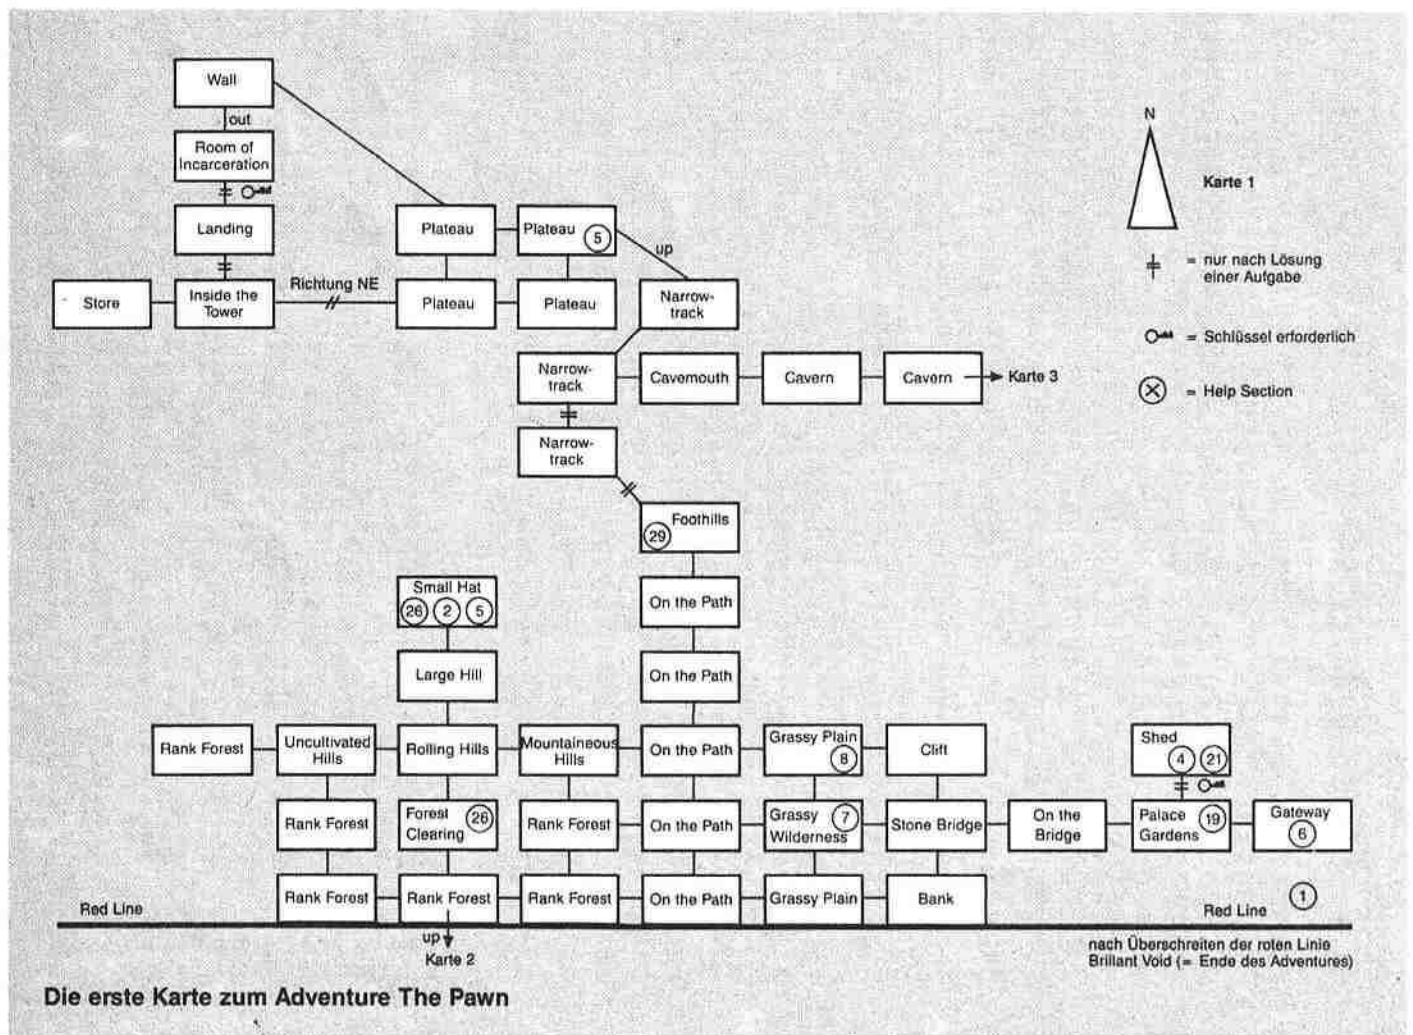 Wall
out
Room of
Incarceration
Landing
Richtung NE
Store
Inside the
Tower
Plateau
Plateau
5
up
Plateau
Plateau
Narrow-
track
Narrow-
track
Cavemouth
Cavern
Cavern
Karte 3
Narrow-
track
N
Karte 1
= nur nach Lösung
einer Aufgabe
= Schlüssel erforderlich
= Help Section
Foothills
29
Small Hat
26 2 5
On the Path
Large Hill
On the Path
Rank Forest
Uncultivated
Hills
Rolling Hills
Mountaineous
Hills
On the Path
Grassy Plain
8
Clift
Shed
4 21
Rank Forest
Forest
Clearing
26
Rank Forest
On the Path
Grassy
Wilderness
7
Stone Bridge
On the
Bridge
Palace
Gardens
19
Gateway
6
Rank Forest
Rank Forest
Rank Forest
On the Path
Grassy Plain
Bank
1
Red Line
Red Line
up
Karte 2
nach Überschreiten der roten Linie
Brillant Void (= Ende des Adventures)
Die erste Karte zum Adventure The Pawn